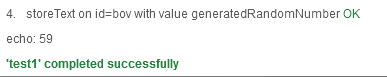 4. storeText on id=bov with value generatedRandomNumber OK
echo: 59
'test1' completed successfully